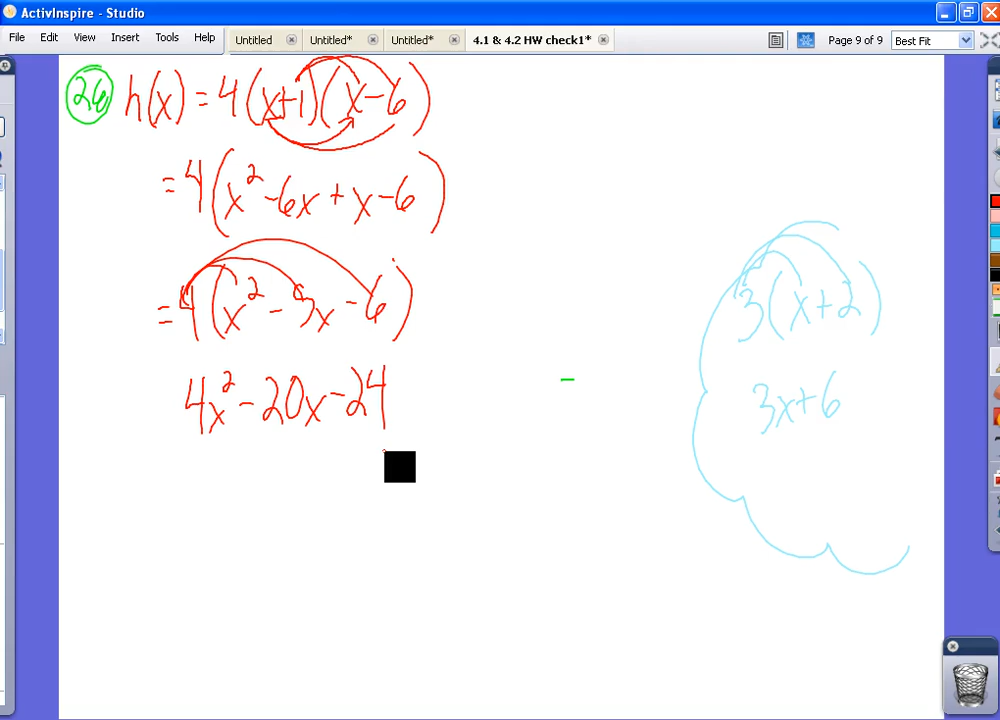 ActivInspire - Studio
File Edit View Insert Tools Help Untitled Untitled* Untitled* 4.1 & 4.2 HW check1* Page 9 of 9 Best Fit
26 h(x) = 4(x+1)(x-6)
= 4(x² - 6x + x - 6)
= 4(x² - 5x - 6)
4x² - 20x - 24
-
3(x+2)
3x+6